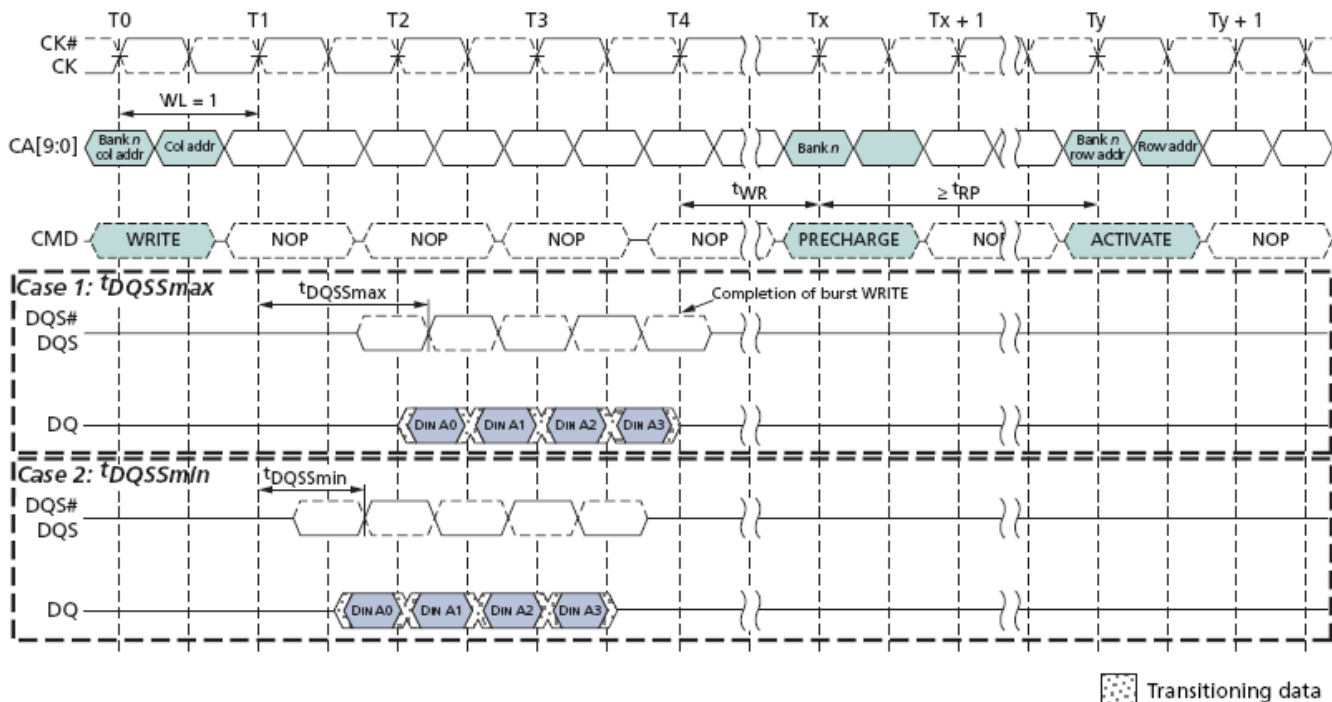 T0 T1 T2 T3 T4 Tx Tx + 1 Ty Ty + 1
CK#
CK
WL = 1
CA[9:0]
Bank n
col addr
Col addr
Bank n
Bank n
row addr
Row addr
tWR
≥ tRP
CMD WRITE NOP NOP NOP NOP PRECHARGE NOP ACTIVATE NOP
Case 1: tDQSSmax
tDQSSmax
Completion of burst WRITE
DQS#
DQS
DQ DIN A0 DIN A1 DIN A2 DIN A3
Case 2: tDQSSmin
tDQSSmin
DQS#
DQS
DQ DIN A0 DIN A1 DIN A2 DIN A3
Transitioning data